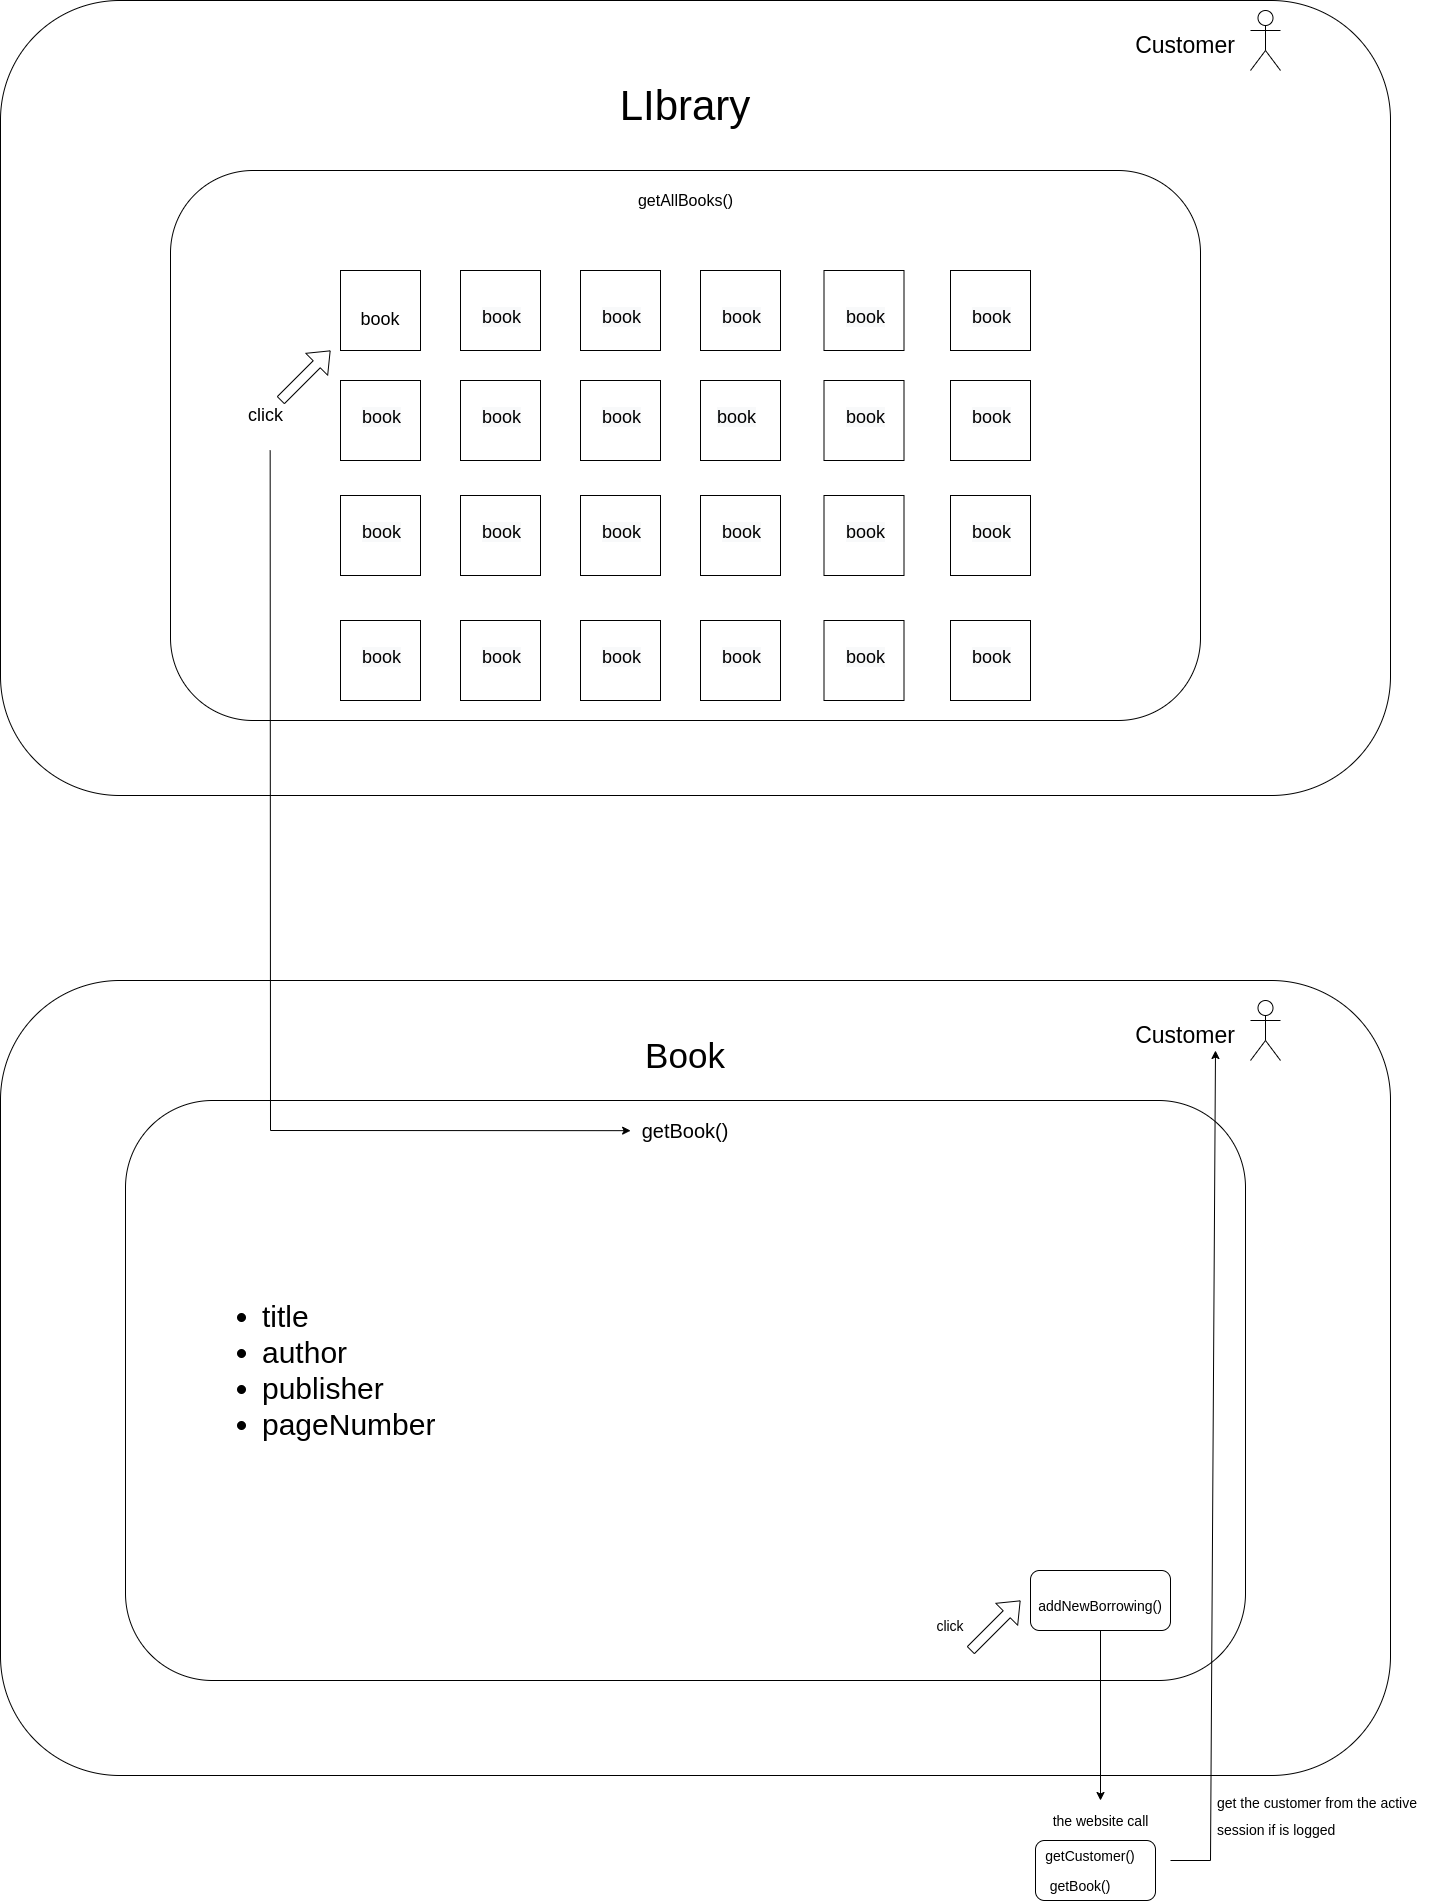 Customer
LIbrary
getAllBooks()
book book book book book book
click
book book book book book book
book book book book book book
book book book book book book
Customer
Book
getBook()
title
author
publisher
pageNumber
addNewBorrowing()
click
get the customer from the active
session if is logged
the website call
getCustomer()
getBook()